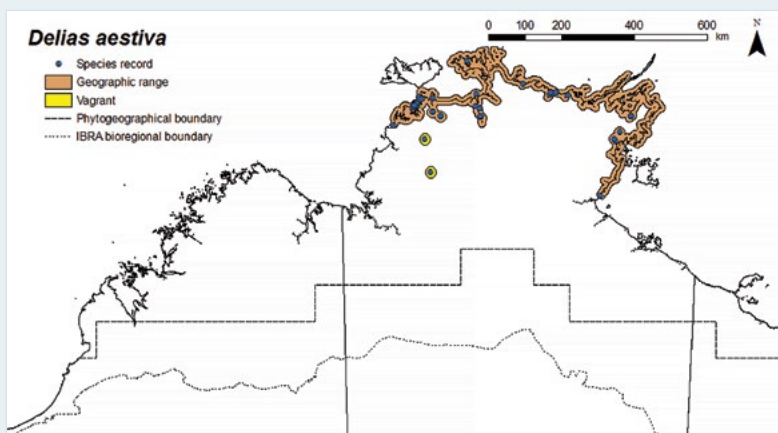 Delias aestiva
Species record
Geographic range
Vagrant
Phytogeographical boundary
IBRA bioregional boundary
0 100 200 400 600
km
N